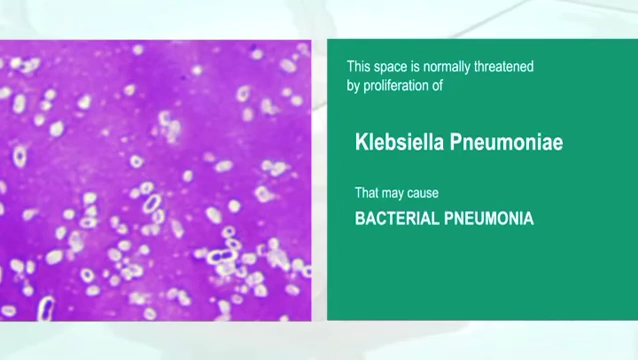 This space is normally threatened
by proliferation of
Klebsiella Pneumoniae
That may cause
BACTERIAL PNEUMONIA